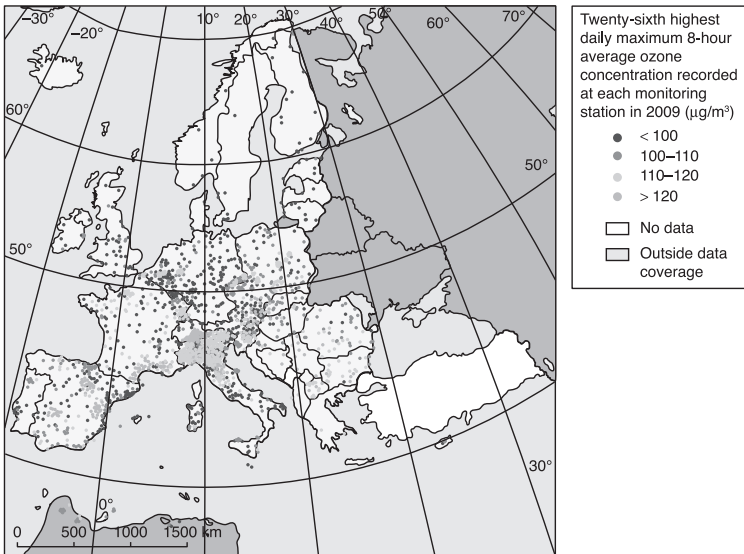 −30°
−20°
10°
20°
30°
40°
50°
60°
70°
60°
50°
50°
30°
0°
0 500 1000 1500 km
Twenty-sixth highest
daily maximum 8-hour
average ozone
concentration recorded
at each monitoring
station in 2009 (μg/m³)
< 100
100–110
110–120
> 120
No data
Outside data
coverage